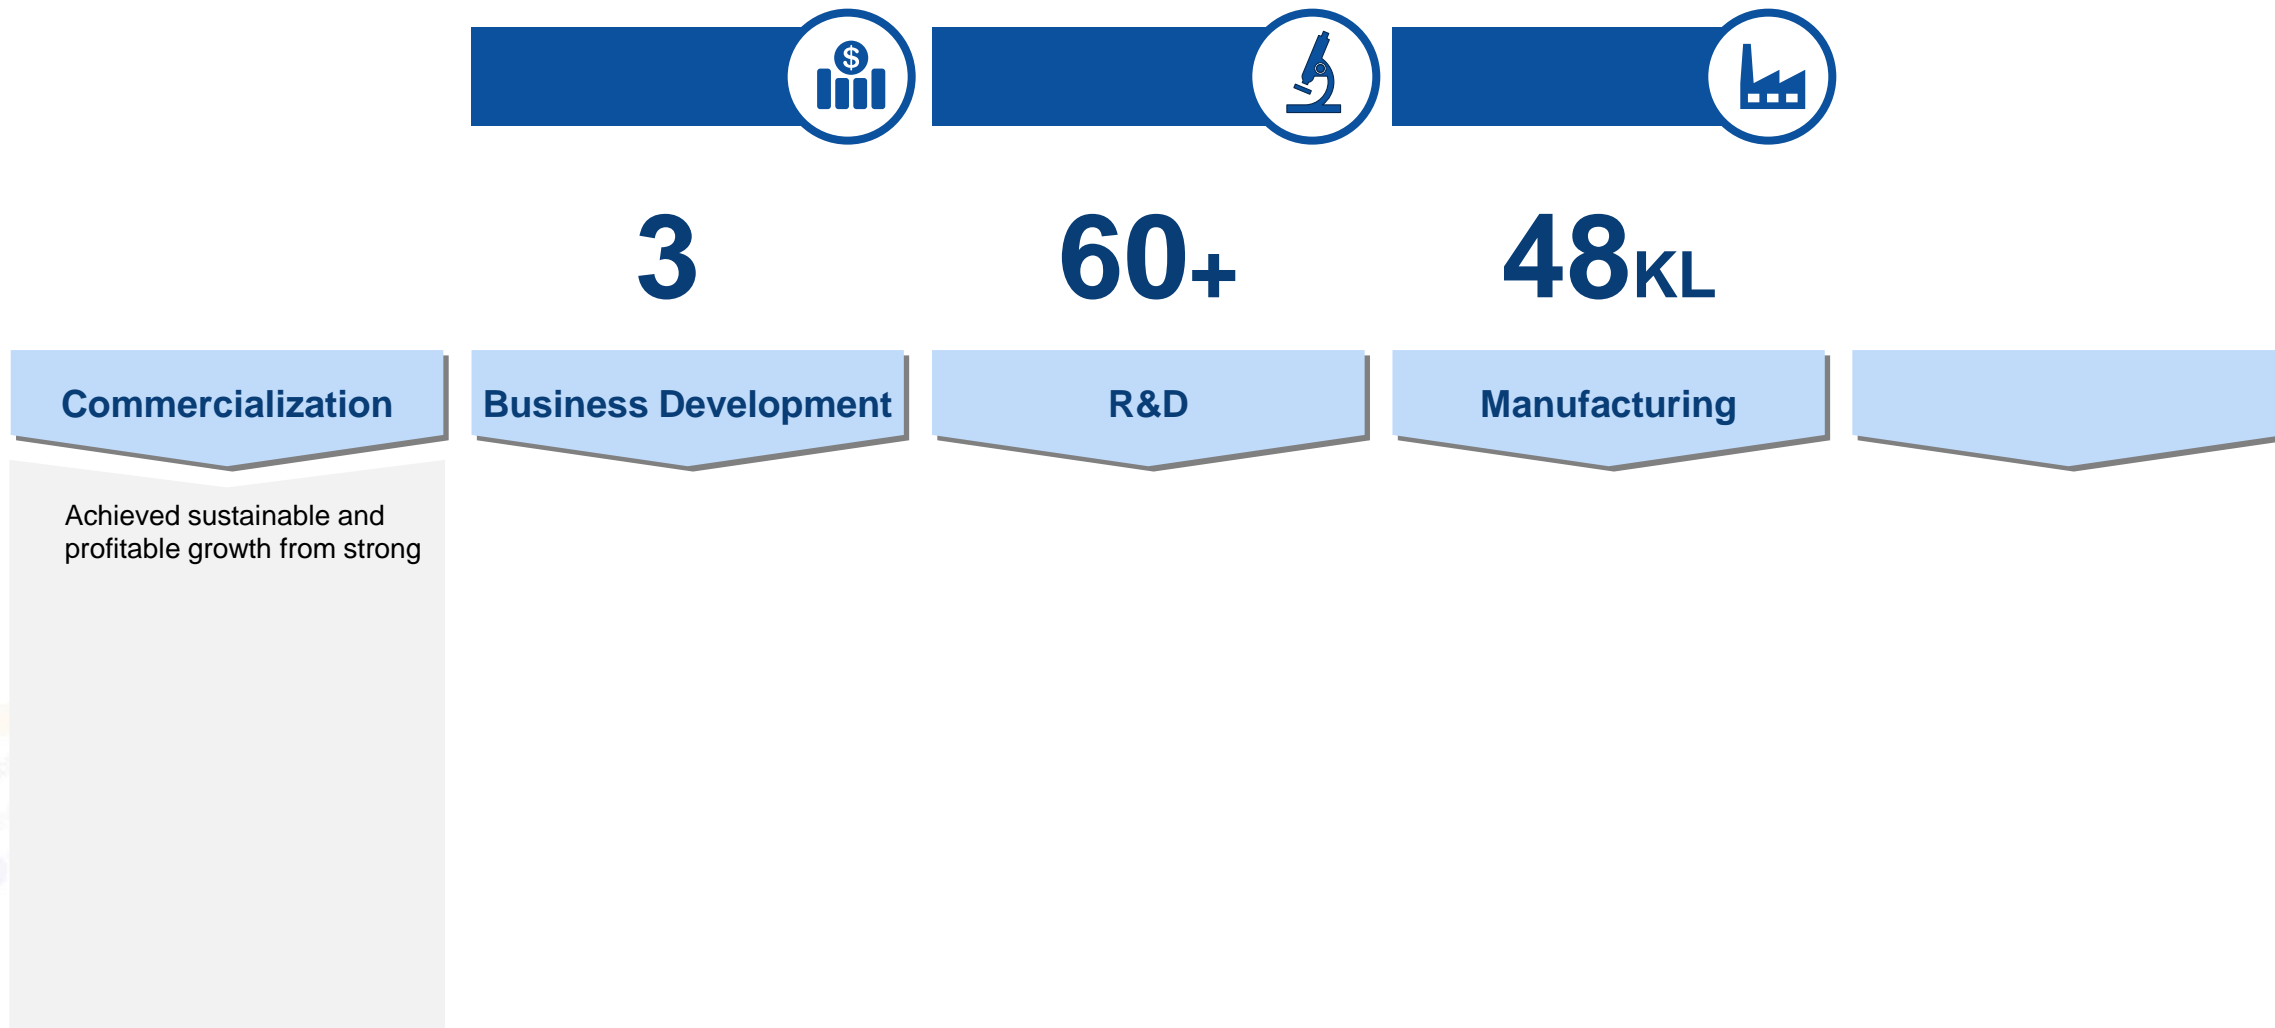 $
3
60+
48KL
Commercialization
Business Development
R&D
Manufacturing
Achieved sustainable and
profitable growth from strong